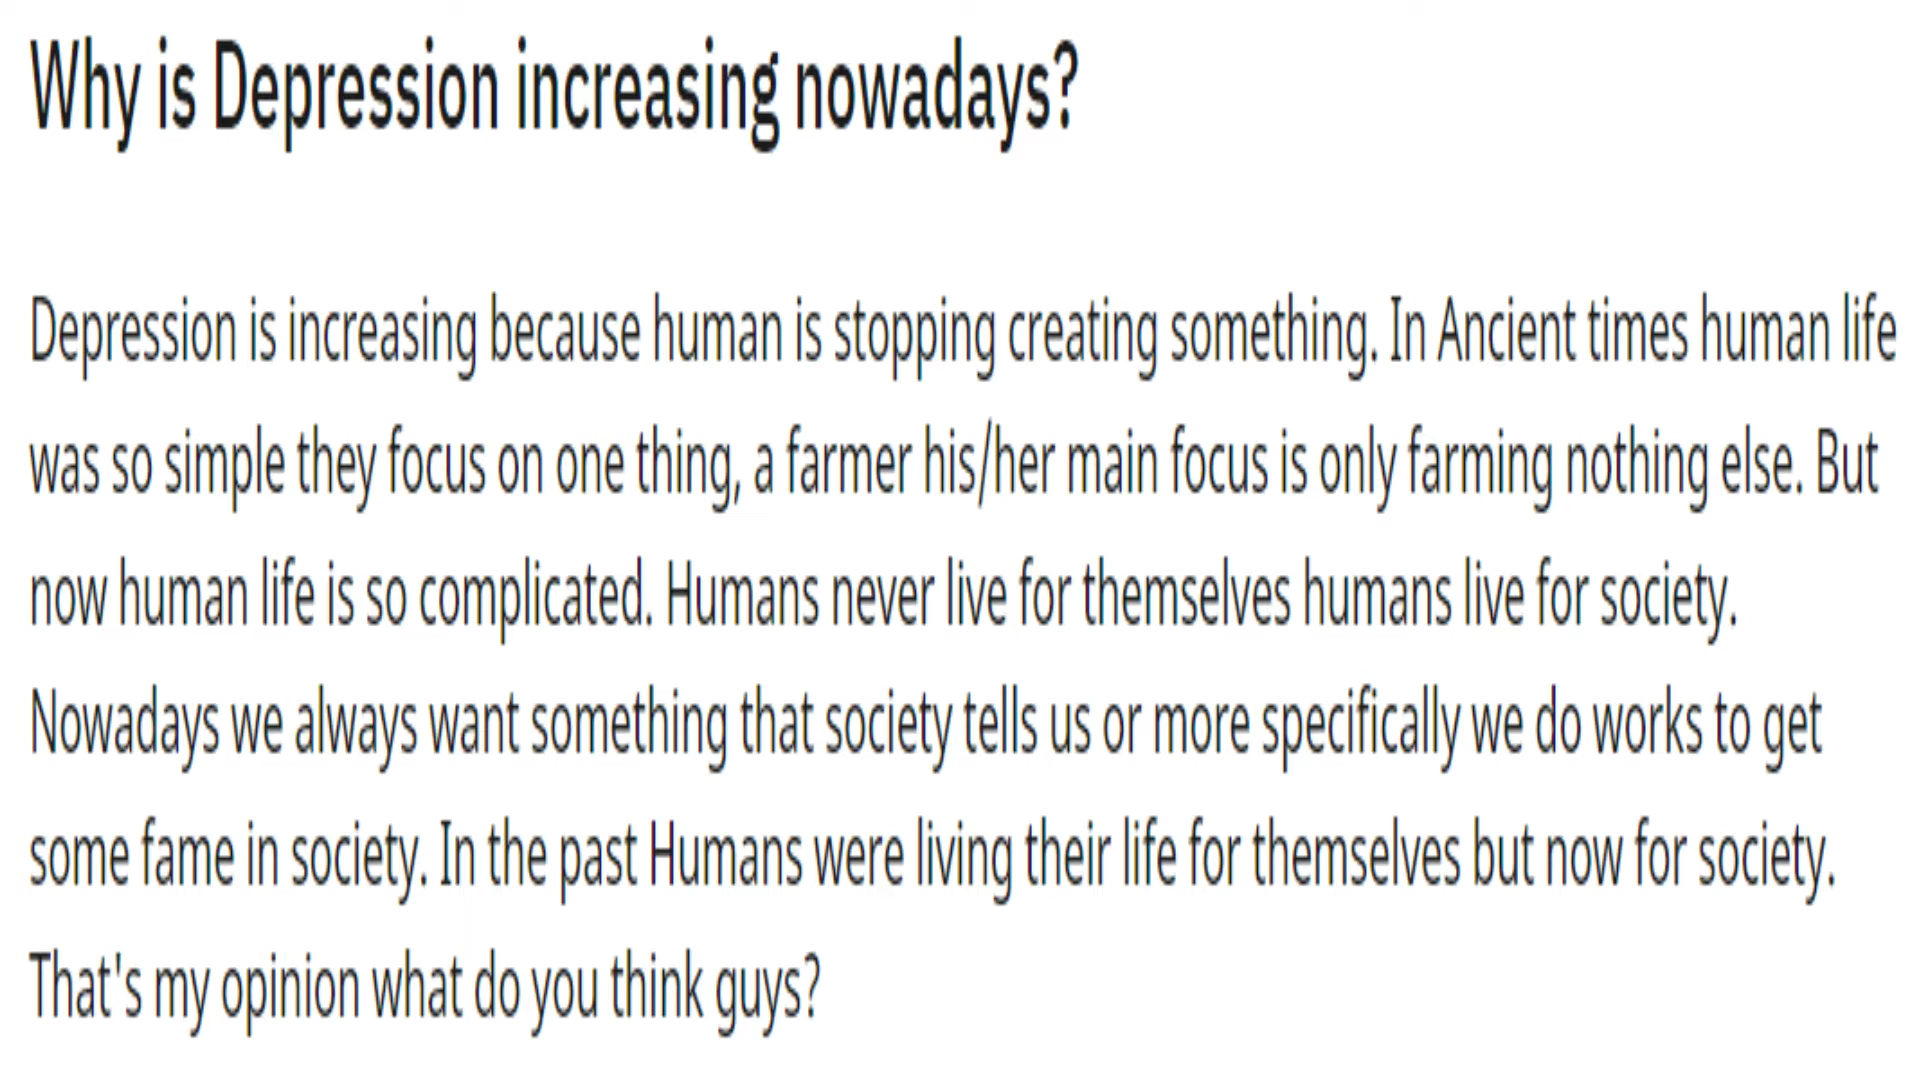 Why is Depression increasing nowadays?
Depression is increasing because human is stopping creating something. In Ancient times human life
was so simple they focus on one thing, a farmer his/her main focus is only farming nothing else. But
now human life is so complicated. Humans never live for themselves humans live for society.
Nowadays we always want something that society tells us or more specifically we do works to get
some fame in society. In the past Humans were living their life for themselves but now for society.
That's my opinion what do you think guys?